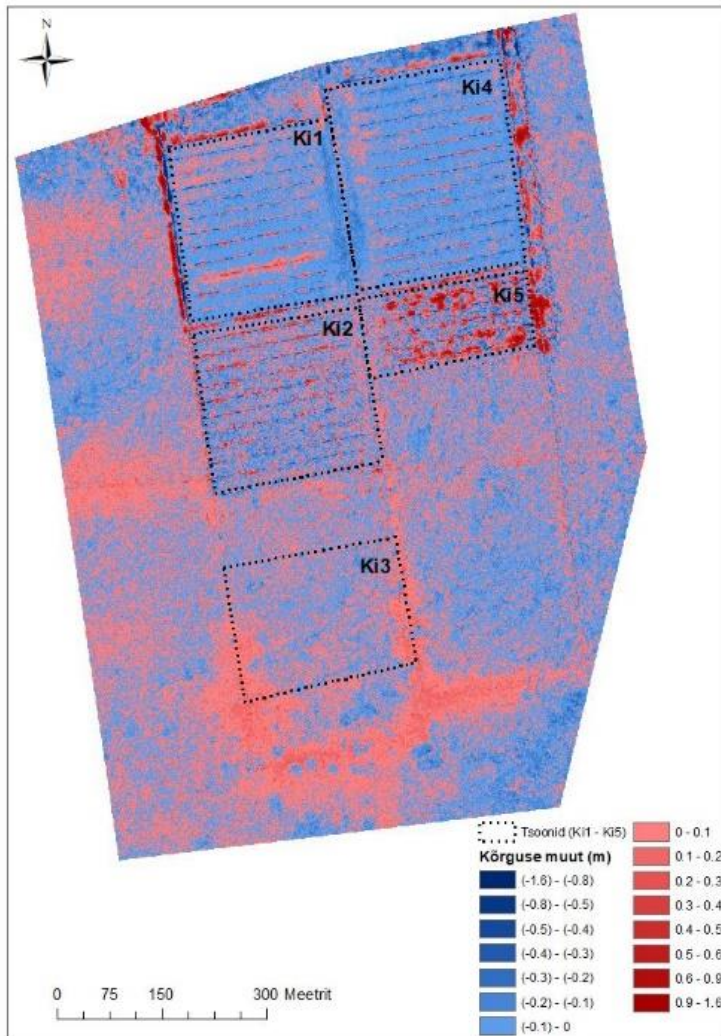 N
Ki1
Ki4
Ki2
Ki5
Ki3
Tsoonid (Ki1 - Ki5)
Kõrguse muut (m)
(-1.6) - (-0.8)
(-0.8) - (-0.5)
(-0.5) - (-0.4)
(-0.4) - (-0.3)
(-0.3) - (-0.2)
(-0.2) - (-0.1)
(-0.1) - 0
0 - 0.1
0.1 - 0.2
0.2 - 0.3
0.3 - 0.4
0.4 - 0.5
0.5 - 0.6
0.6 - 0.9
0.9 - 1.6
0 75 150 300 Meetrit